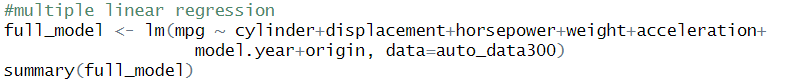 #multiple linear regression
full_model <- lm(mpg ~ cylinder+displacement+horsepower+weight+acceleration+
model.year+origin, data=auto_data300)
summary(full_model)